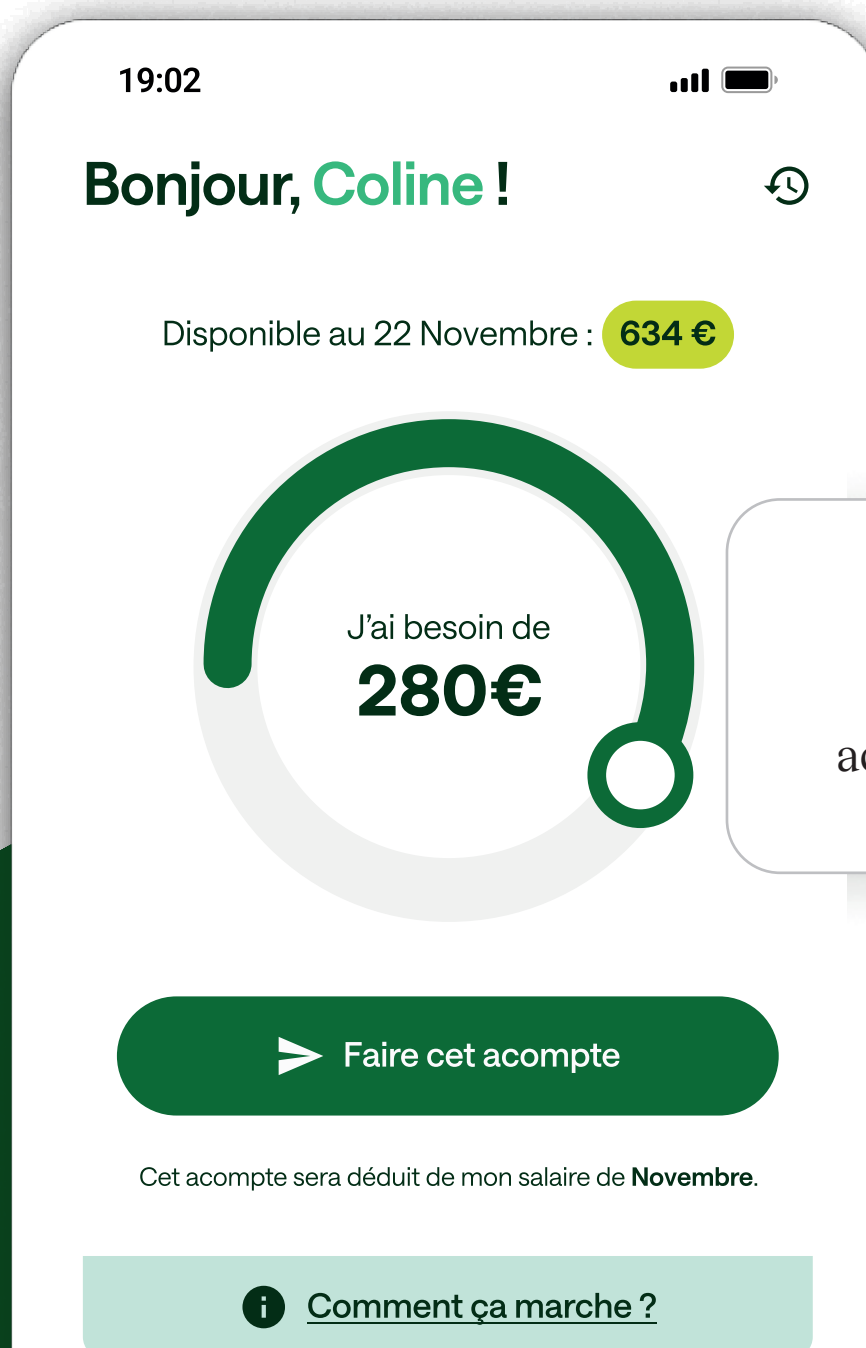 19:02
Bonjour, Coline !
Disponible au 22 Novembre : 634 €
J’ai besoin de
280€
Faire cet acompte
Cet acompte sera déduit de mon salaire de Novembre.
Comment ça marche ?